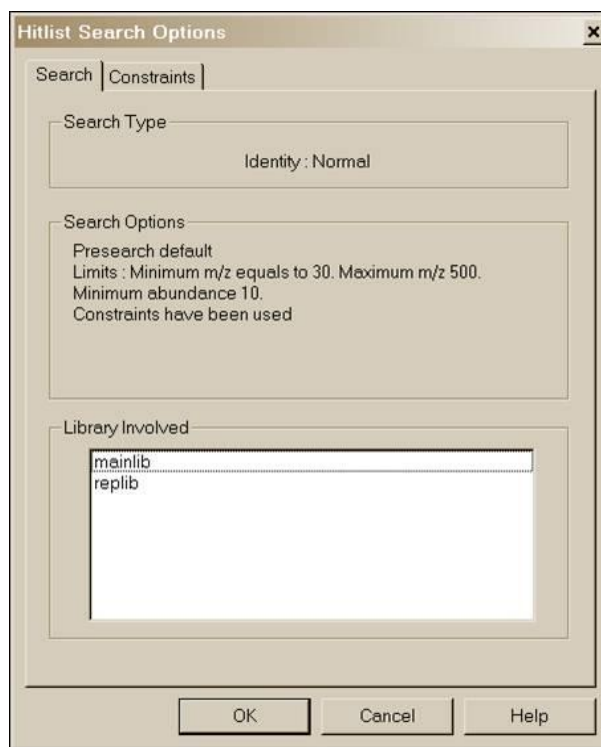 Hitlist Search Options
Search Constraints
Search Type
Identity : Normal
Search Options
Presearch default
Limits : Minimum m/z equals to 30. Maximum m/z 500.
Minimum abundance 10.
Constraints have been used
Library Involved
mainlib
replib
OK Cancel Help